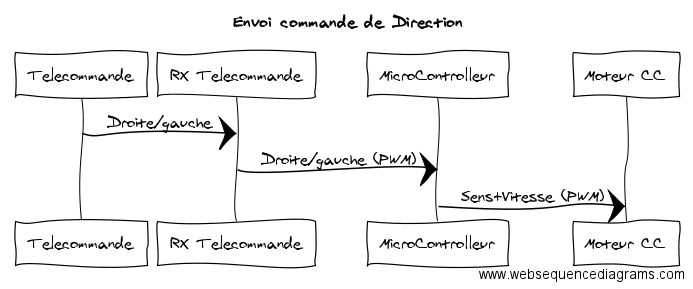 Envoi commande de Direction
Telecommande
RX Telecommande
MicroControlleur
Moteur CC
Droite/gauche
Droite/gauche (PWM)
Sens+Vitesse (PWM)
Telecommande
RX Telecommande
MicroControlleur
Moteur CC
www.websequencediagrams.com